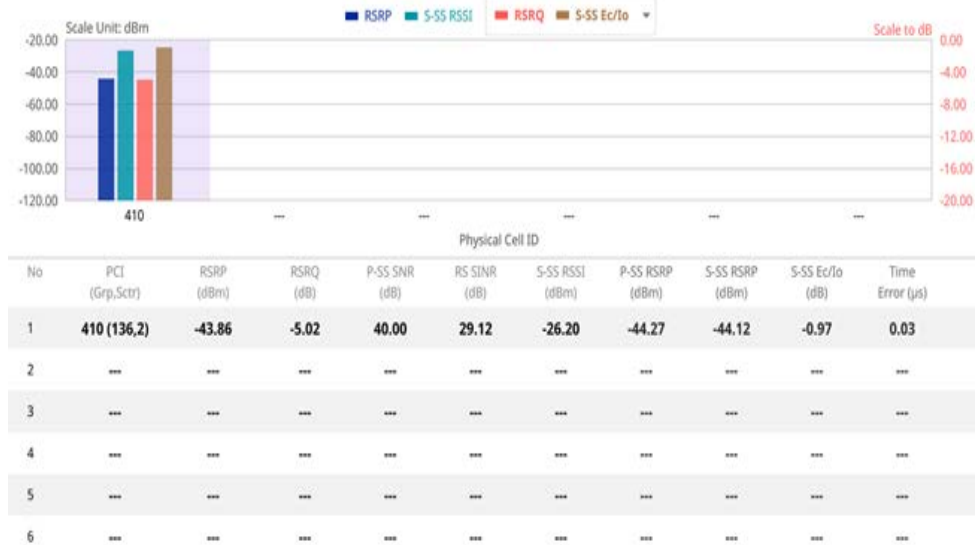 RSRP S-SS RSSI RSRQ S-SS Ec/Io
Scale Unit: dBm Scale to dB
-20.00 0.00
-40.00 -4.00
-60.00 -8.00
-80.00 -12.00
-100.00 -16.00
-120.00 -20.00
410 --- --- --- --- ---
Physical Cell ID
No PCI RSRP RSRQ P-SS SNR RS SINR S-SS RSSI P-SS RSRP S-SS RSRP S-SS Ec/Io Time
(Grp,Sctr) (dBm) (dB) (dB) (dB) (dBm) (dBm) (dBm) (dB) Error (μs)
1 410 (136,2) -43.86 -5.02 40.00 29.12 -26.20 -44.27 -44.12 -0.97 0.03
2 --- --- --- --- --- --- --- --- --- ---
3 --- --- --- --- --- --- --- --- --- ---
4 --- --- --- --- --- --- --- --- --- ---
5 --- --- --- --- --- --- --- --- --- ---
6 --- --- --- --- --- --- --- --- --- ---